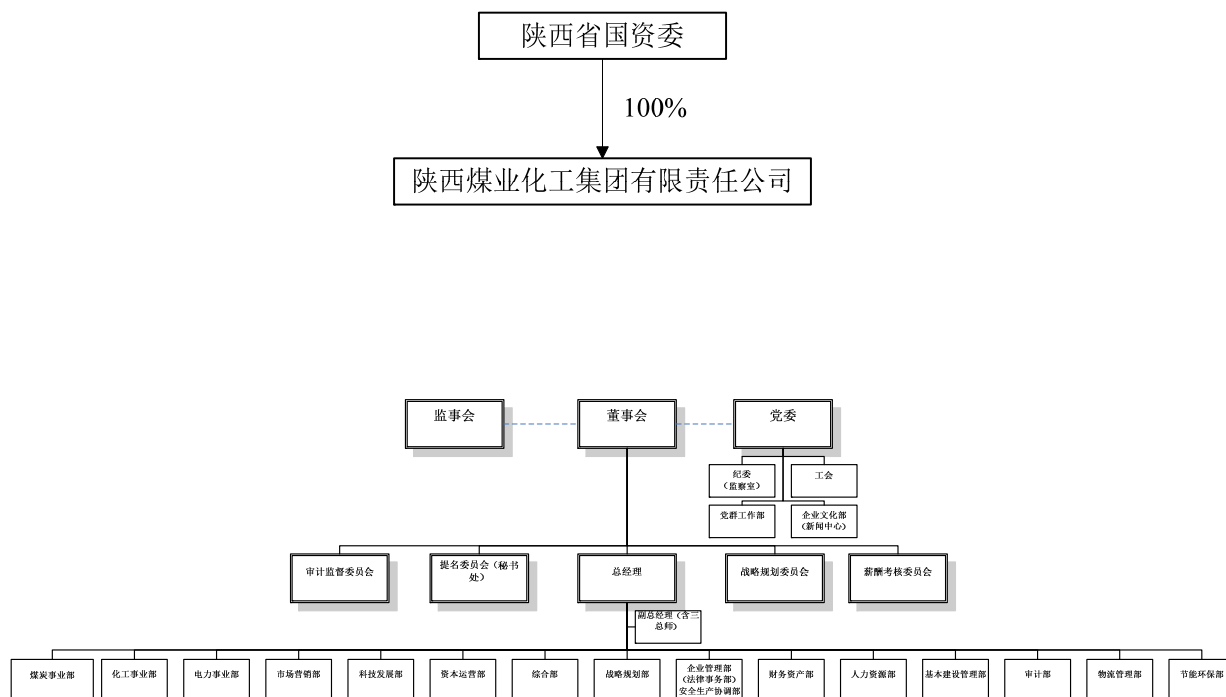 陕西省国资委
100%
陕西煤业化工集团有限责任公司
监事会
董事会
党委
纪委
（监察室）
工会
党群工作部
企业文化部
（新闻中心）
审计监督委员会
提名委员会（秘书
处）
总经理
战略规划委员会
薪酬考核委员会
副总经理（含三
总师）
煤炭事业部
化工事业部
电力事业部
市场营销部
科技发展部
资本运营部
综合部
战略规划部
企业管理部
（法律事务部）
安全生产协调部
财务资产部
人力资源部
基本建设管理部
审计部
物流管理部
节能环保部